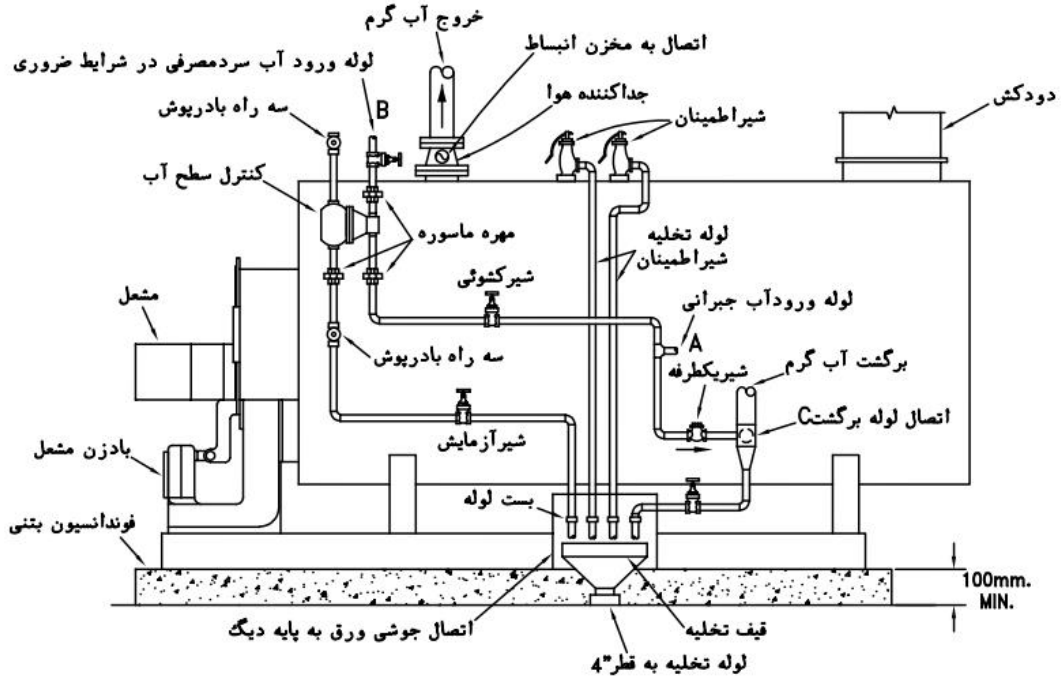 خروج آب گرم
اتصال به مخزن انبساط
لوله ورود آب سردمصرفی در شرایط ضروری
جداکننده هوا
دودکش
B
سه راه بادرپوش
شیراطمینان
کنترل سطح آب
مهره ماسوره
لوله تخلیه
شیراطمینان
شیرکشوئی
مشعل
لوله ورودآب جبرانی
A
سه راه بادرپوش
شیریکطرفه
برگشت آب گرم
اتصال لوله برگشتC
شیرآزمایش
بادزن مشعل
بست لوله
فوندانسیون بتنی
100mm.
MIN.
اتصال جوشی ورق به پایه دیگ
قیف تخلیه
لوله تخلیه به قطر"4